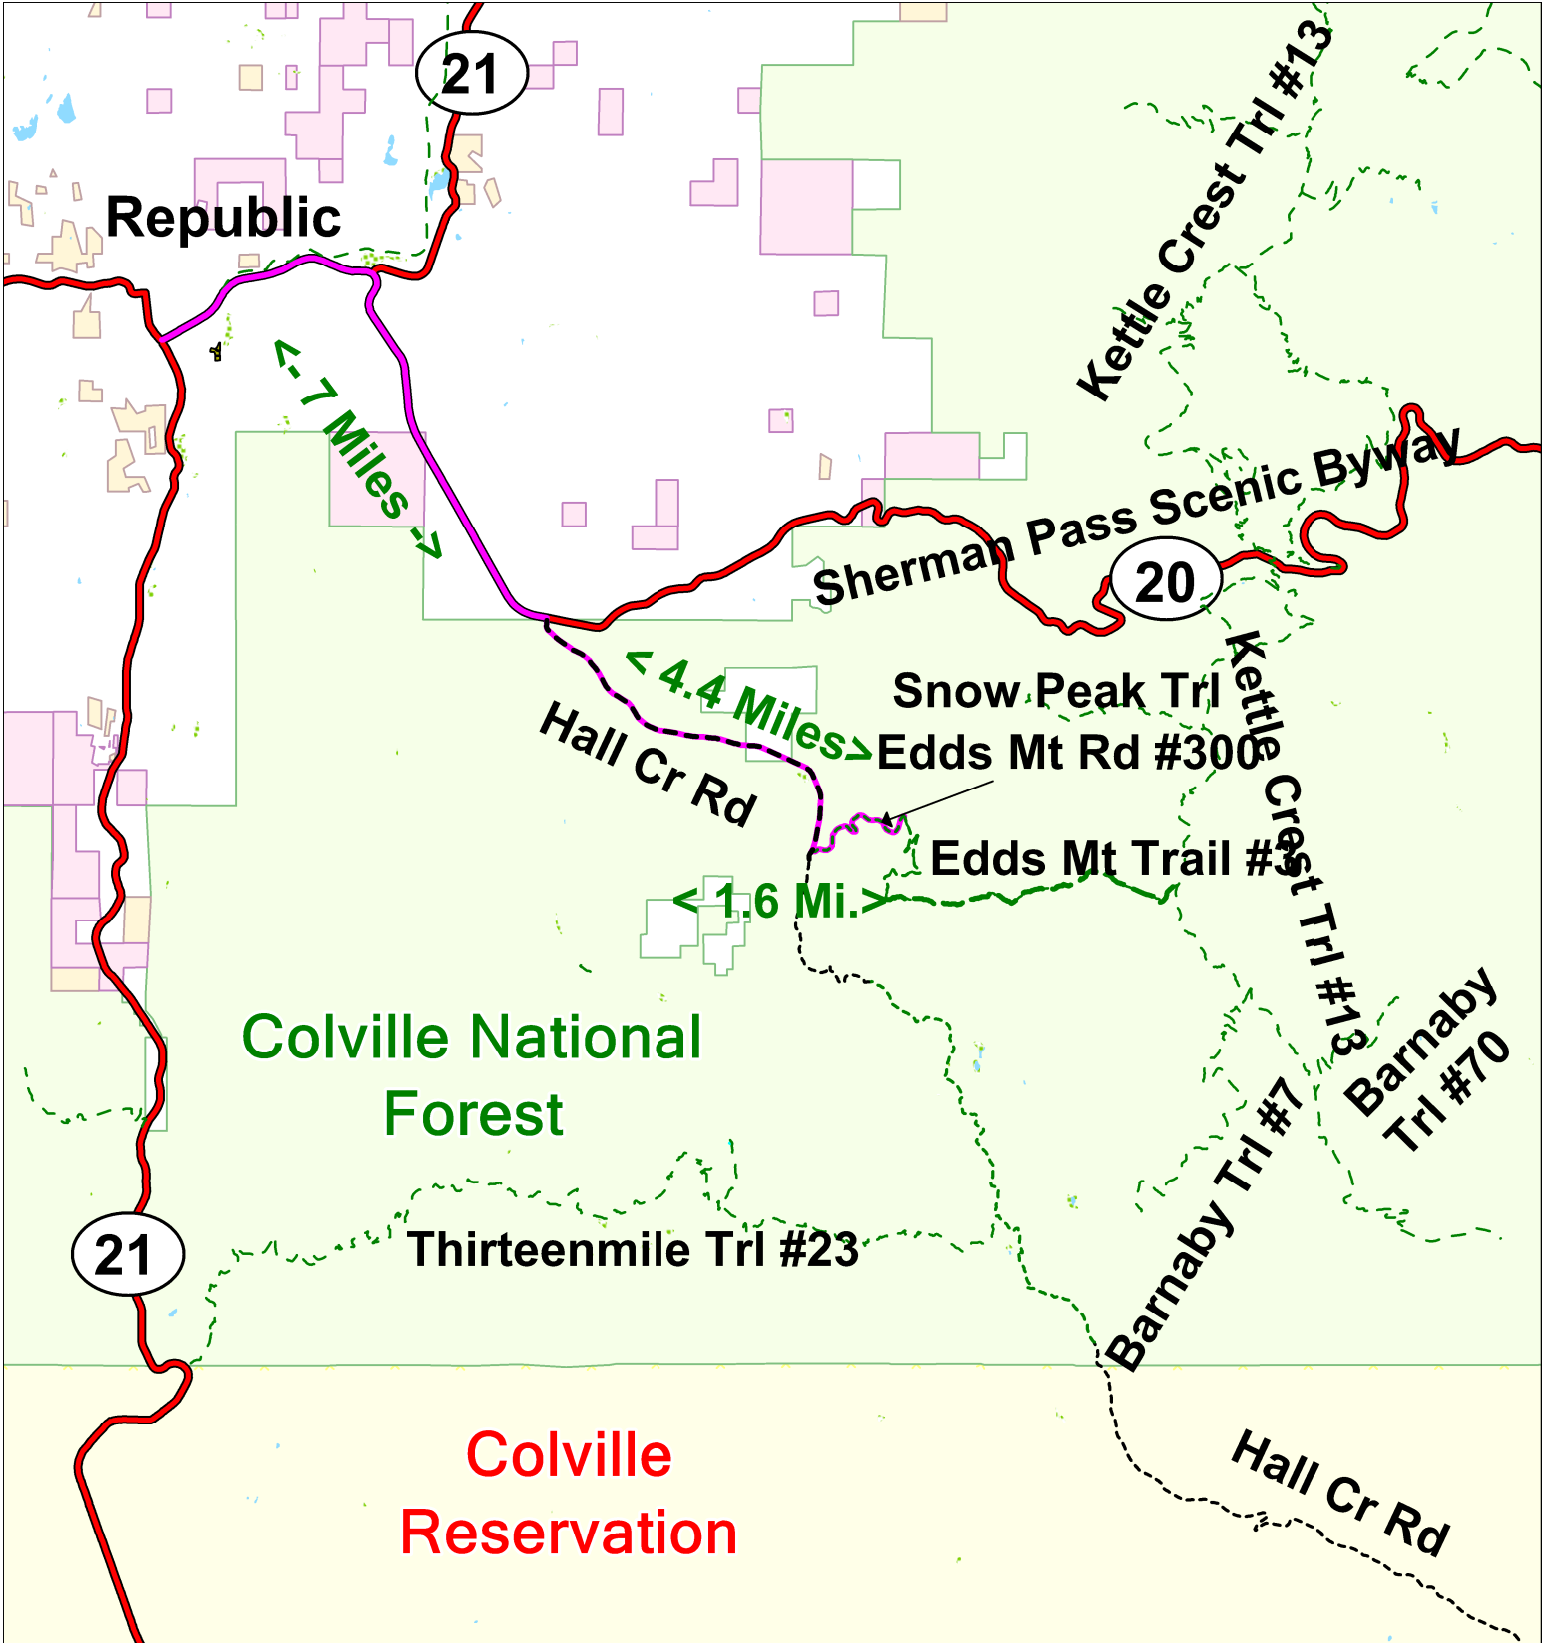 21
Kettle Crest Trl #13
Republic
<- 7 Miles ->
Sherman Pass Scenic Byway
20
< 4.4 Miles>
Snow Peak Trl
Kettle Crest Trl #13
Hall Cr Rd
Edds Mt Rd #300
Edds Mt Trail #3
< 1.6 Mi.>
Colville National
Forest
Barnaby
Trl #70
Barnaby Trl #7
Thirteenmile Trl #23
21
Colville
Reservation
Hall Cr Rd